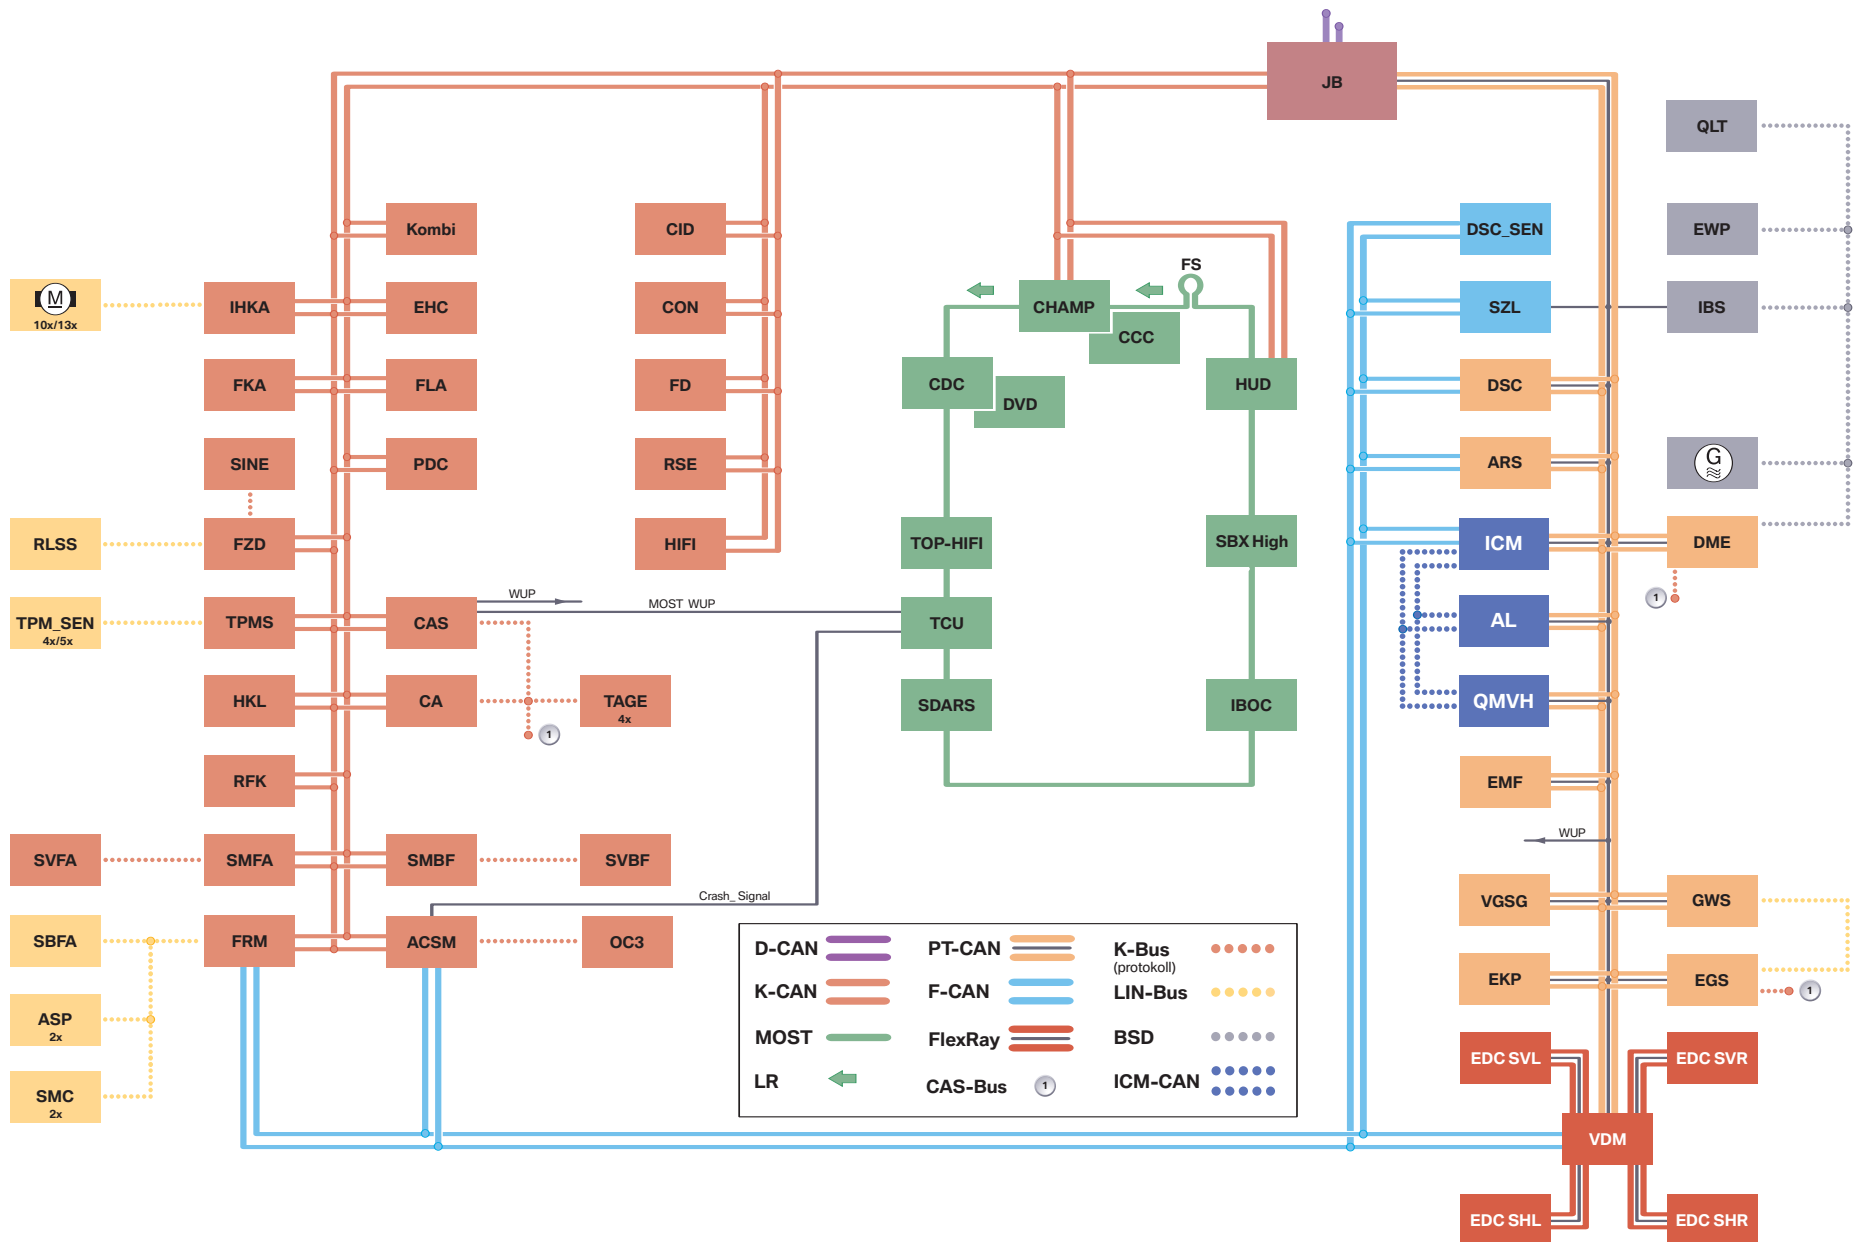 JB
QLT
Kombi
CID
DSC_SEN
EWP
FS
M
10x/13x
IHKA
EHC
CON
CHAMP
CCC
SZL
IBS
FKA
FLA
FD
CDC
DVD
HUD
DSC
SINE
PDC
RSE
ARS
G
RLSS
FZD
HIFI
TOP-HIFI
SBX High
ICM
DME
WUP
MOST WUP
1
TPM_SEN
4x/5x
TPMS
CAS
TCU
AL
HKL
CA
TAGE
4x
SDARS
IBOC
QMVH
1
RFK
EMF
WUP
SVFA
SMFA
SMBF
SVBF
Crash_ Signal
VGSG
GWS
SBFA
FRM
ACSM
OC3
EKP
EGS
1
ASP
2x
SMC
2x
D-CAN
PT-CAN
K-Bus
(protokoll)
K-CAN
F-CAN
LIN-Bus
MOST
FlexRay
BSD
LR
CAS-Bus
1
ICM-CAN
EDC SVL
EDC SVR
VDM
EDC SHL
EDC SHR